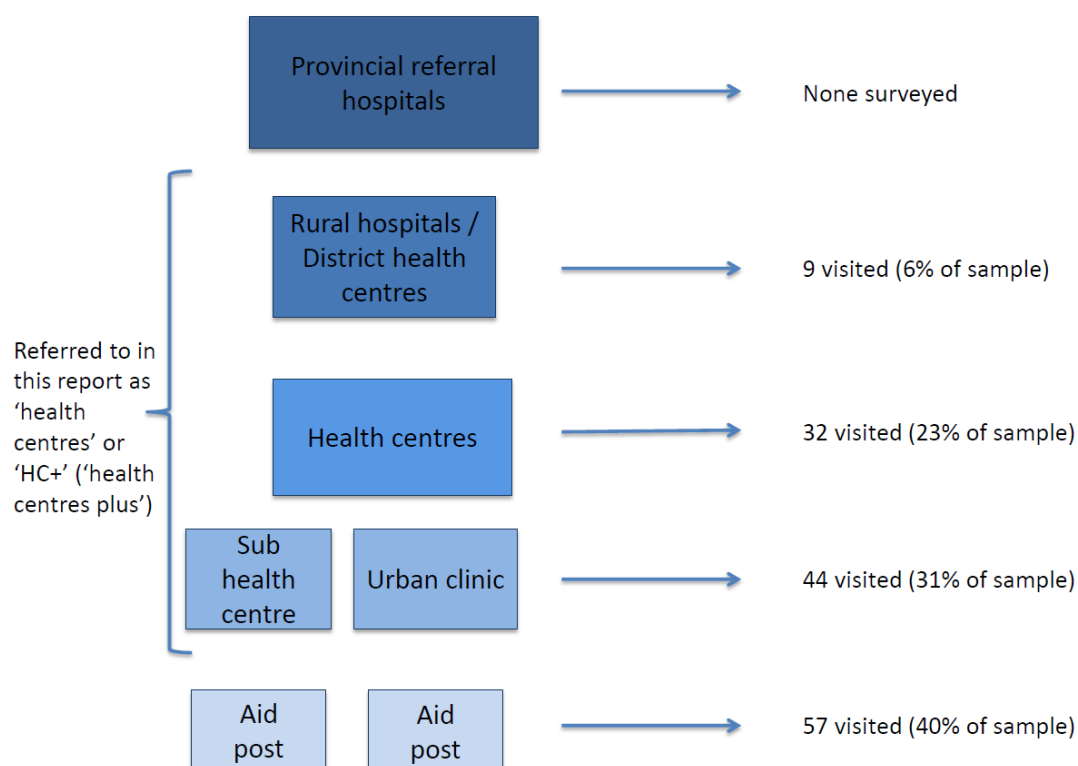 Provincial referral
hospitals
None surveyed
Rural hospitals /
District health
centres
9 visited (6% of sample)
Referred to in
this report as
‘health
centres’ or
‘HC+’ (‘health
centres plus’)
Health centres
32 visited (23% of sample)
Sub
health
centre
Urban clinic
44 visited (31% of sample)
Aid
post
Aid
post
57 visited (40% of sample)